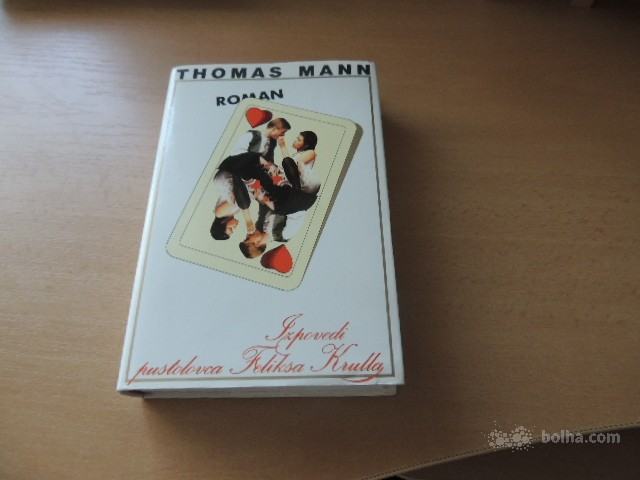 THOMAS MANN
ROMAN
Izpovedi
pustolovca Feliksa Krulla
bolha.com